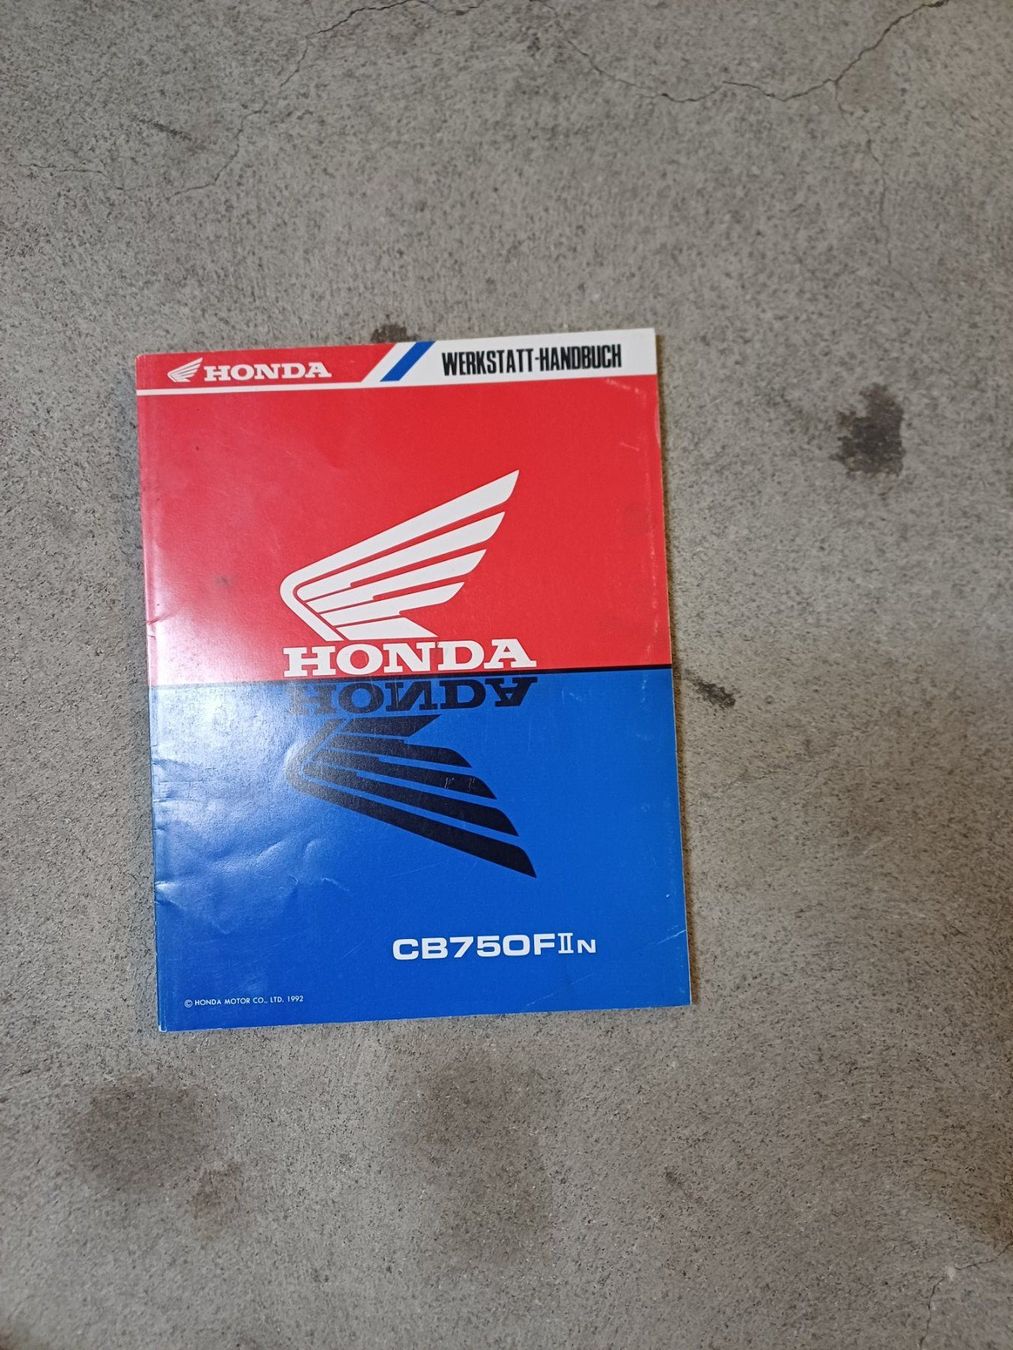 HONDA
WERKSTATT-HANDBUCH
HONDA
HONDA
CB750FⅡN
© HONDA MOTOR CO., LTD. 1992